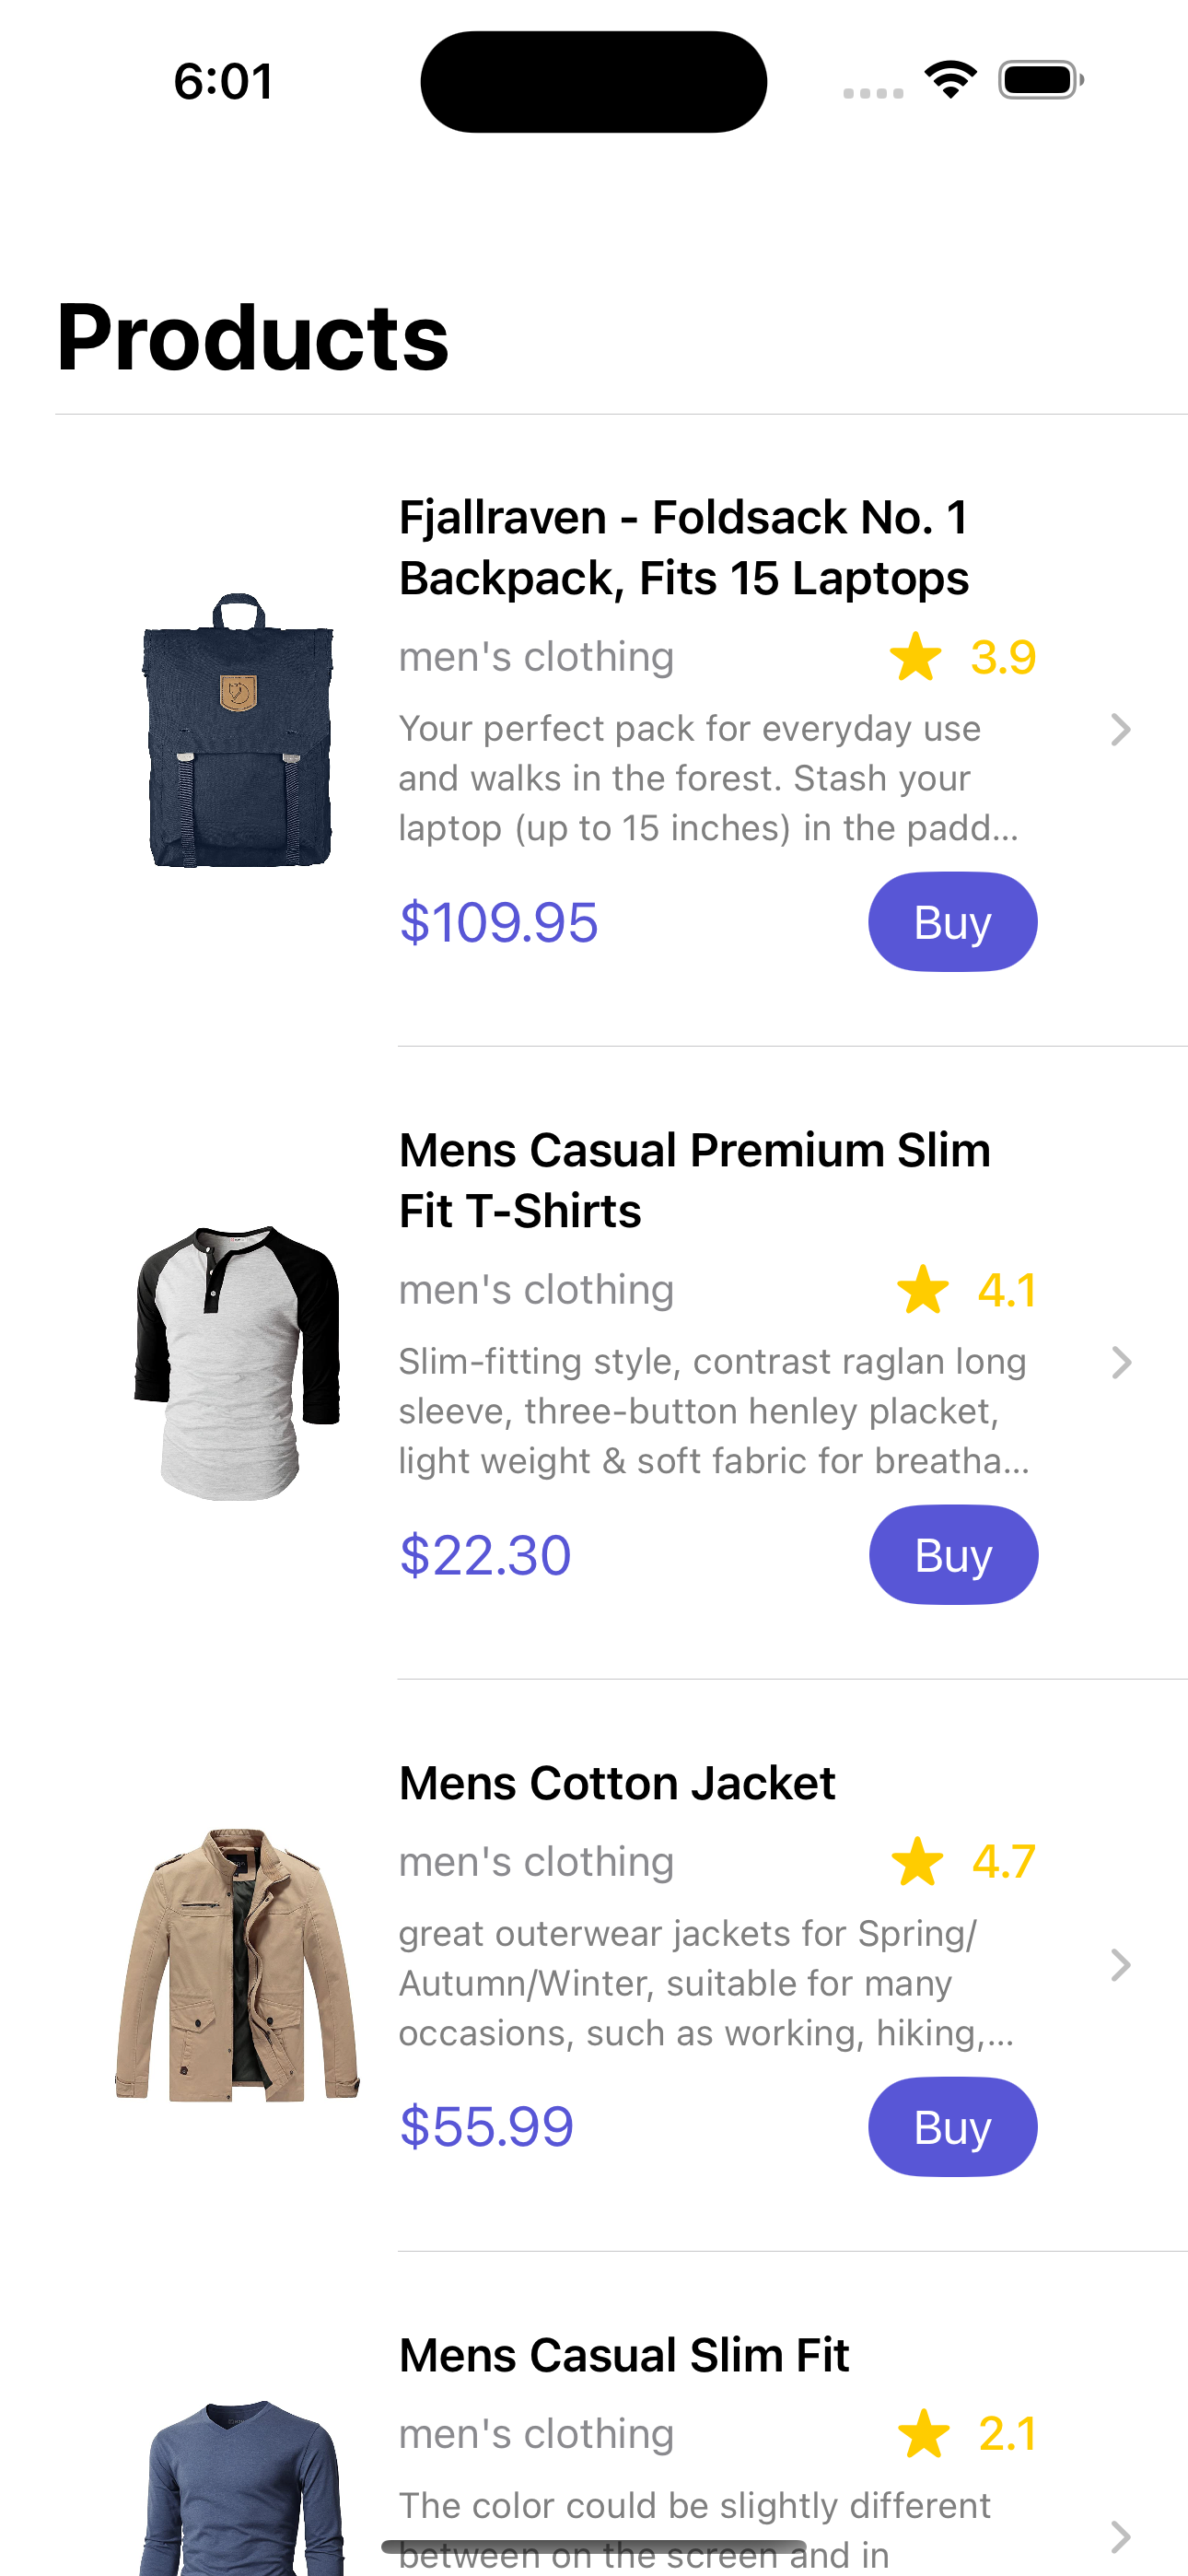 6:01
Products
Fjallraven - Foldsack No. 1
Backpack, Fits 15 Laptops
men's clothing
3.9
Your perfect pack for everyday use
and walks in the forest. Stash your
laptop (up to 15 inches) in the padd...
$109.95
Buy
Mens Casual Premium Slim
Fit T-Shirts
men's clothing
4.1
Slim-fitting style, contrast raglan long
sleeve, three-button henley placket,
light weight & soft fabric for breatha...
$22.30
Buy
Mens Cotton Jacket
men's clothing
4.7
great outerwear jackets for Spring/
Autumn/Winter, suitable for many
occasions, such as working, hiking,...
$55.99
Buy
Mens Casual Slim Fit
men's clothing
2.1
The color could be slightly different
between on the screen and in